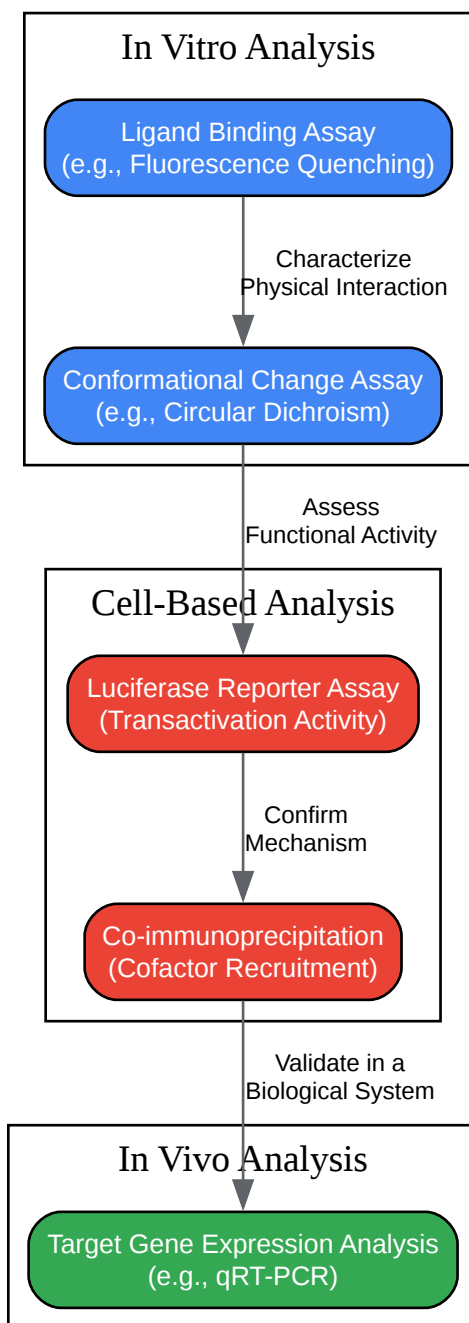 In Vitro Analysis
Ligand Binding Assay
(e.g., Fluorescence Quenching)
Characterize
Physical Interaction
Conformational Change Assay
(e.g., Circular Dichroism)
Assess
Functional Activity
Cell-Based Analysis
Luciferase Reporter Assay
(Transactivation Activity)
Confirm
Mechanism
Co-immunoprecipitation
(Cofactor Recruitment)
Validate in a
Biological System
In Vivo Analysis
Target Gene Expression Analysis
(e.g., qRT-PCR)